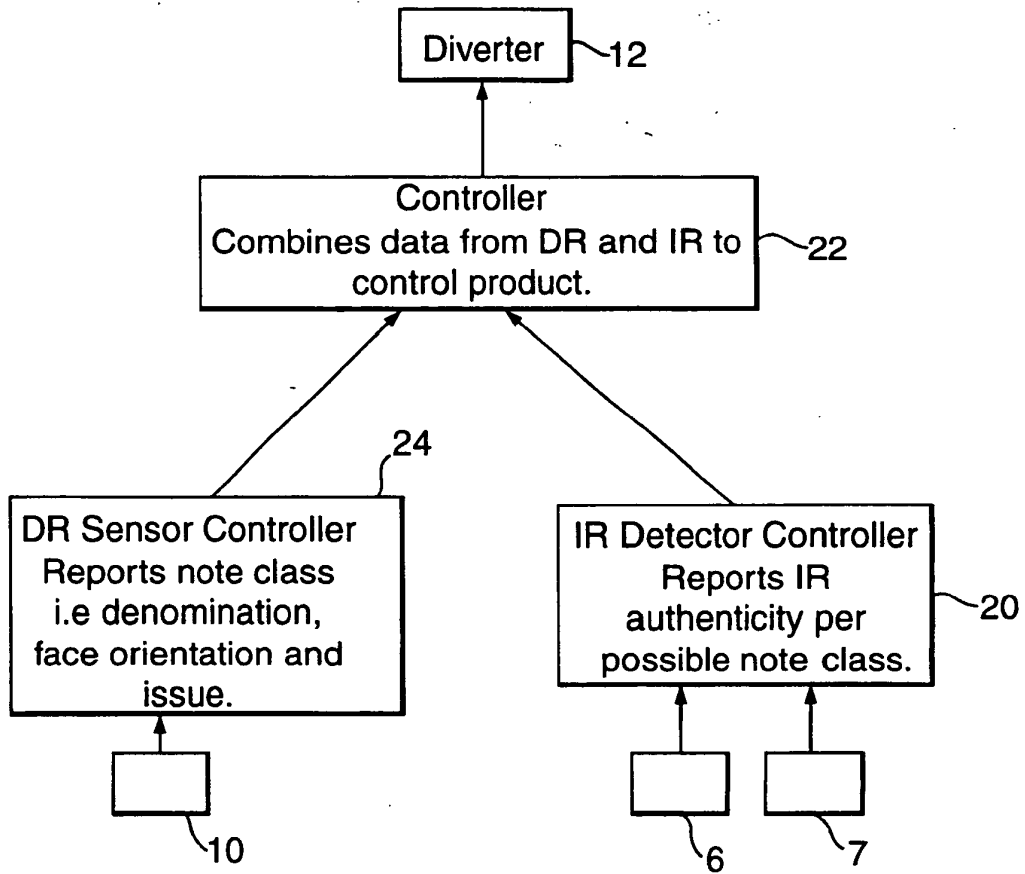 Diverter
12
Controller
Combines data from DR and IR to
control product.
22
24
DR Sensor Controller
Reports note class
i.e denomination,
face orientation and
issue.
IR Detector Controller
Reports IR
authenticity per
possible note class.
20
10
6
7